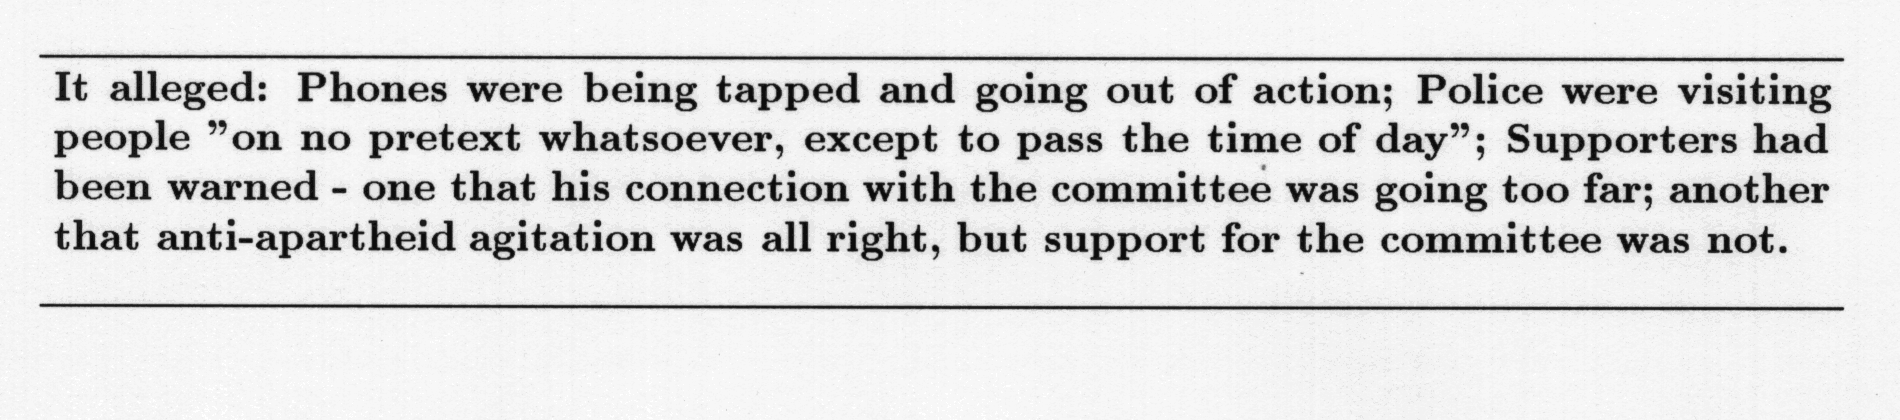 It alleged: Phones were being tapped and going out of action; Police were visiting
people ”on no pretext whatsoever, except to pass the time of day”; Supporters had
been warned - one that his connection with the committee was going too far; another
that anti-apartheid agitation was all right, but support for the committee was not.